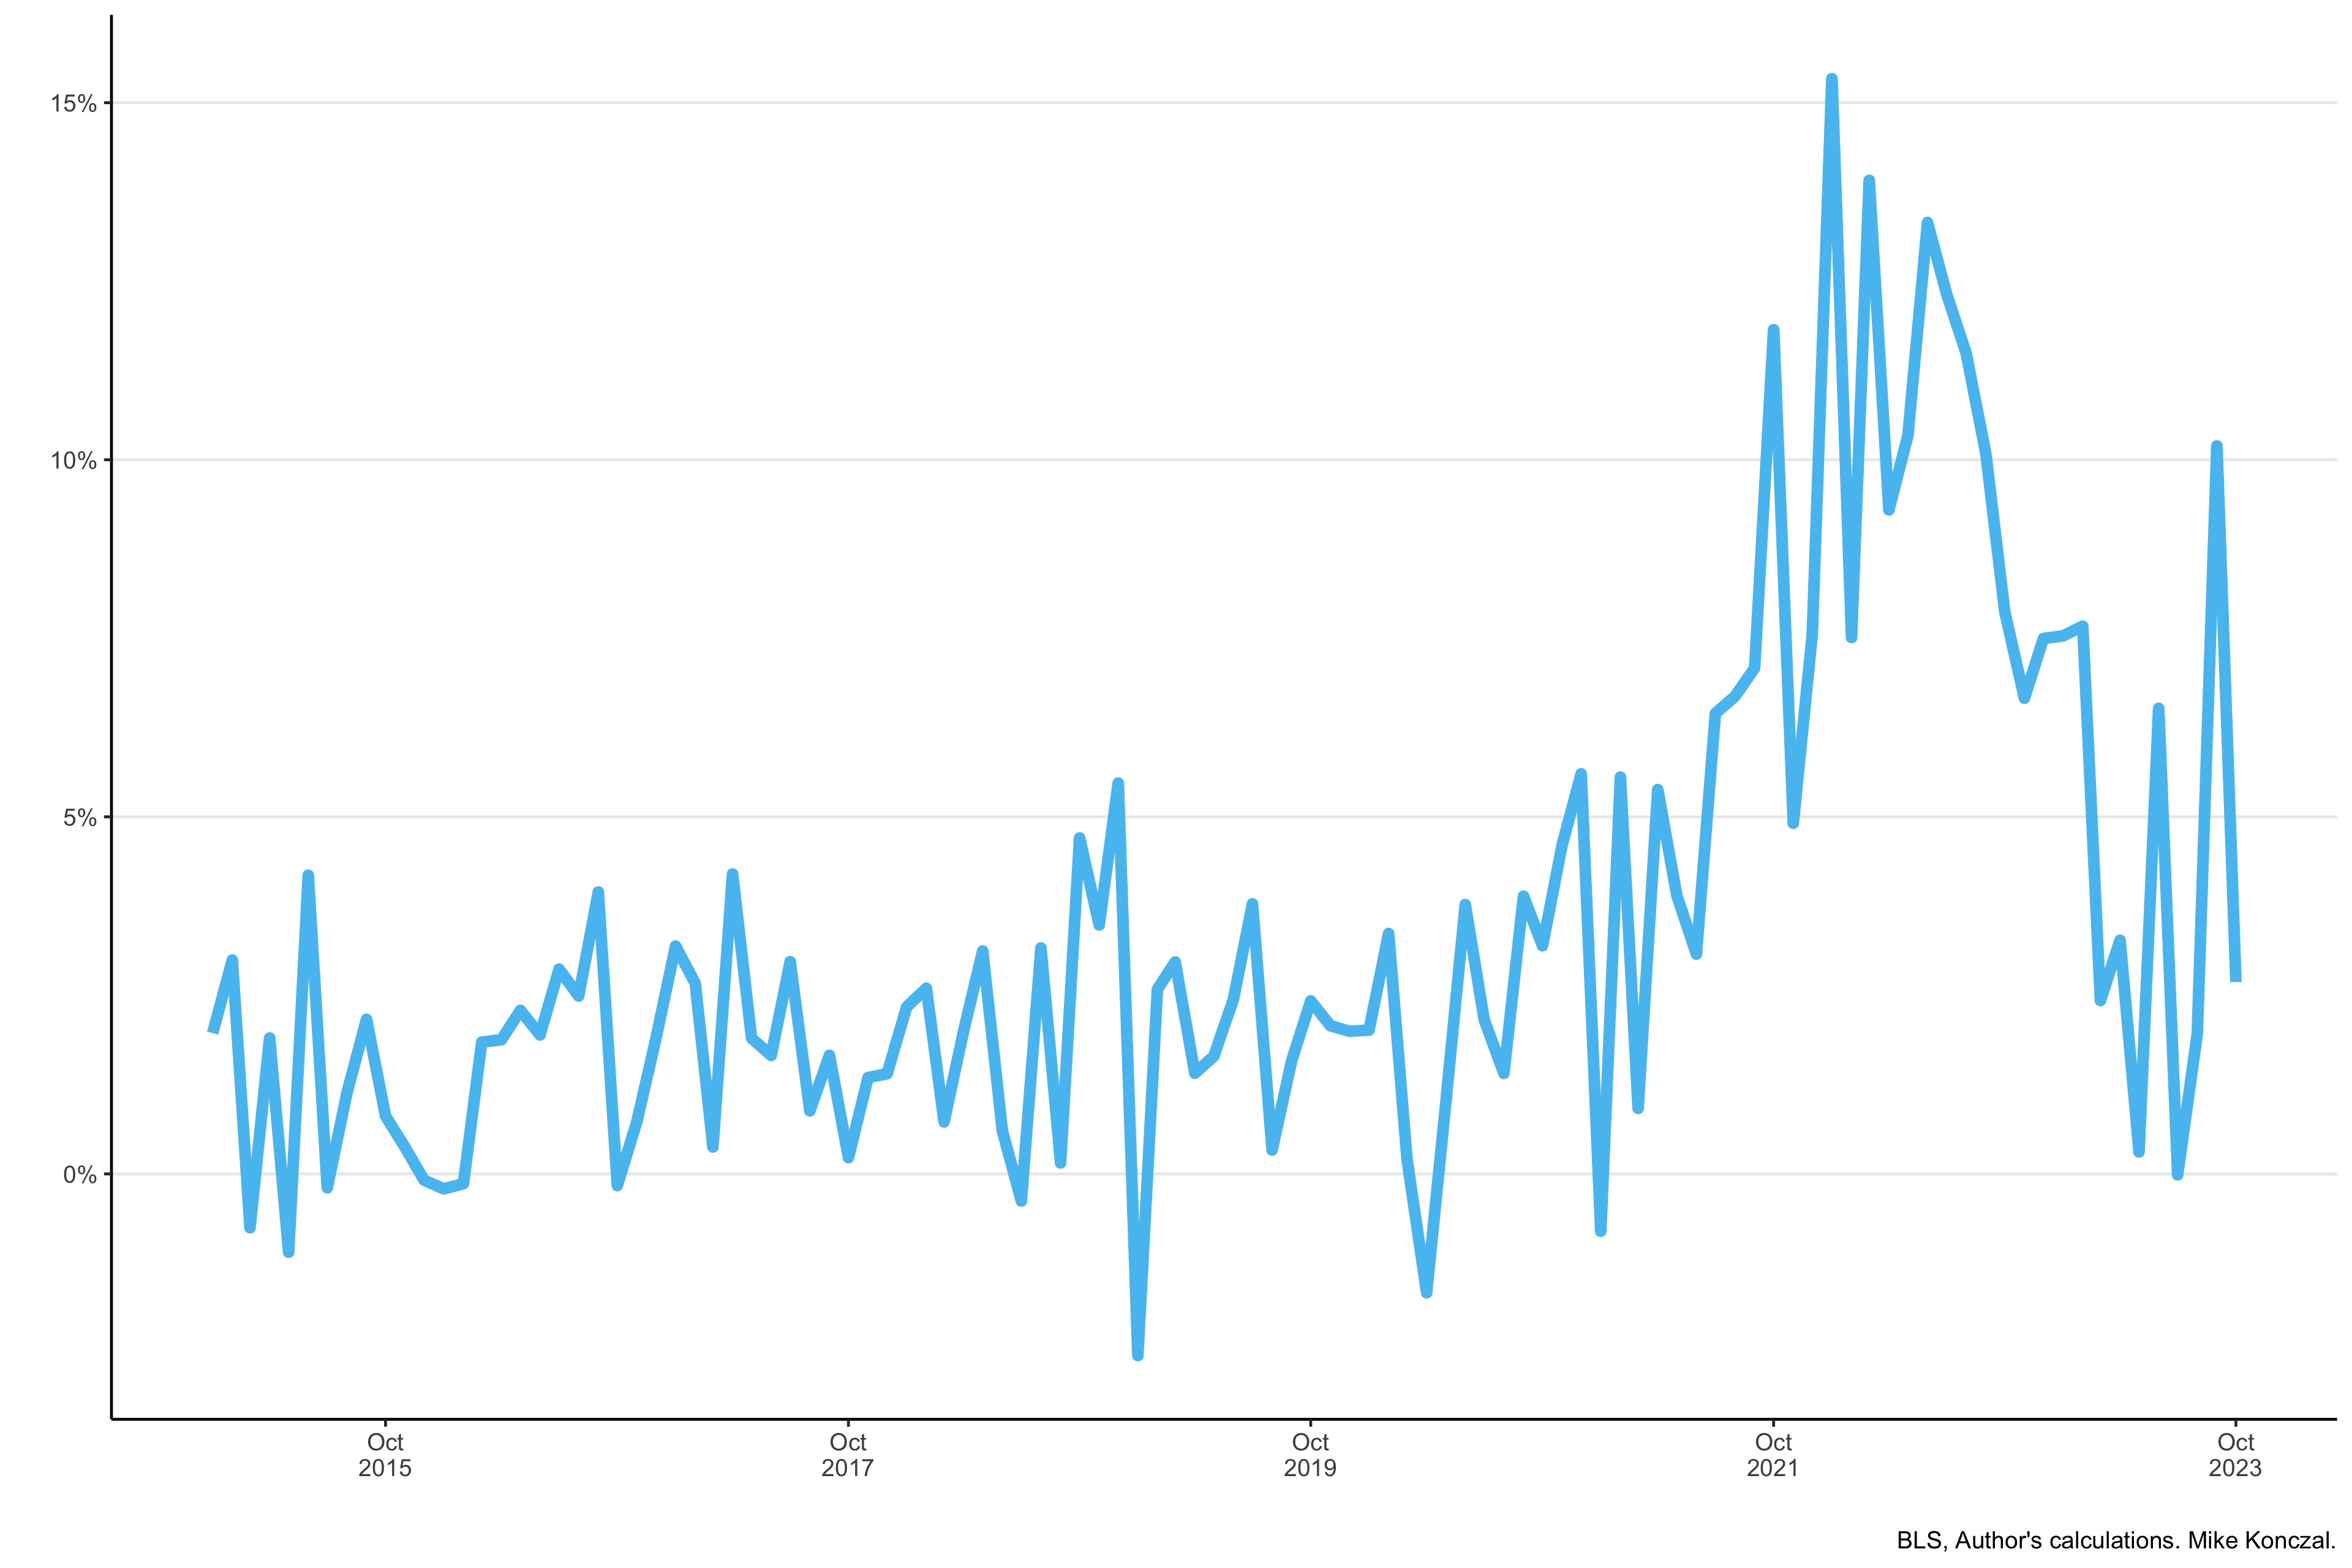 15%
10%
5%
0%
Oct
2015
Oct
2017
Oct
2019
Oct
2021
Oct
2023
BLS, Author's calculations. Mike Konczal.